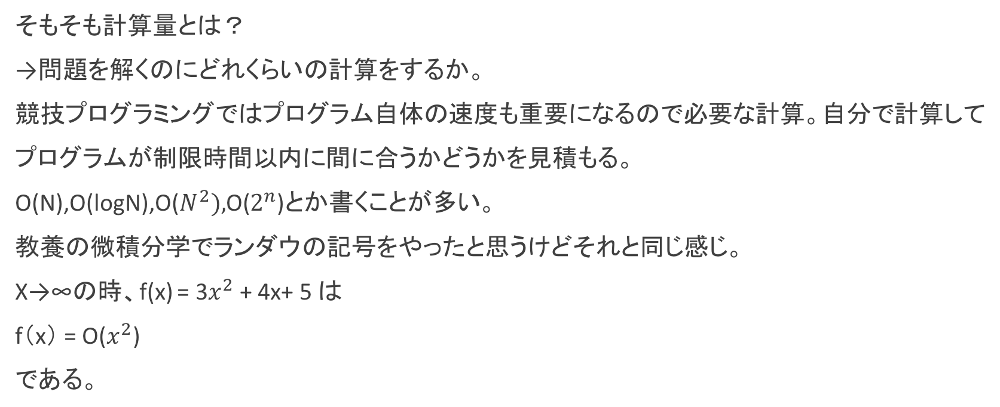 そもそも計算量とは？
→問題を解くのにどれくらいの計算をするか。
競技プログラミングではプログラム自体の速度も重要になるので必要な計算。自分で計算して
プログラムが制限時間以内に間に合うかどうかを見積もる。
O(N),O(logN),O(𝑁²),O(2ⁿ)とか書くことが多い。
教養の微積分学でランダウの記号をやったと思うけどそれと同じ感じ。
X→∞の時、f(x) = 3𝑥² + 4x+ 5 は
f（x） = O(𝑥²)
である。